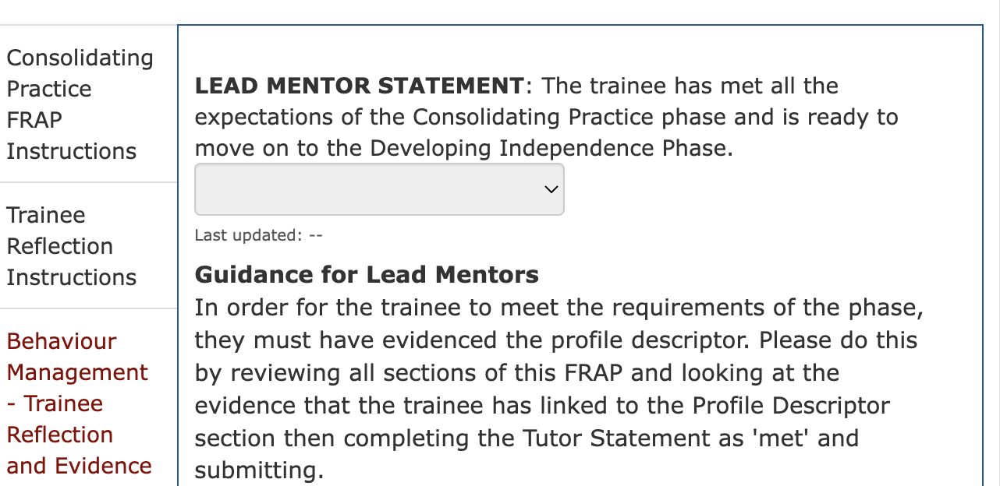 Consolidating
Practice
FRAP
Instructions
Trainee
Reflection
Instructions
Behaviour
Management
- Trainee
Reflection
and Evidence
LEAD MENTOR STATEMENT: The trainee has met all the
expectations of the Consolidating Practice phase and is ready to
move on to the Developing Independence Phase.
Last updated: --
Guidance for Lead Mentors
In order for the trainee to meet the requirements of the phase,
they must have evidenced the profile descriptor. Please do this
by reviewing all sections of this FRAP and looking at the
evidence that the trainee has linked to the Profile Descriptor
section then completing the Tutor Statement as 'met' and
submitting.